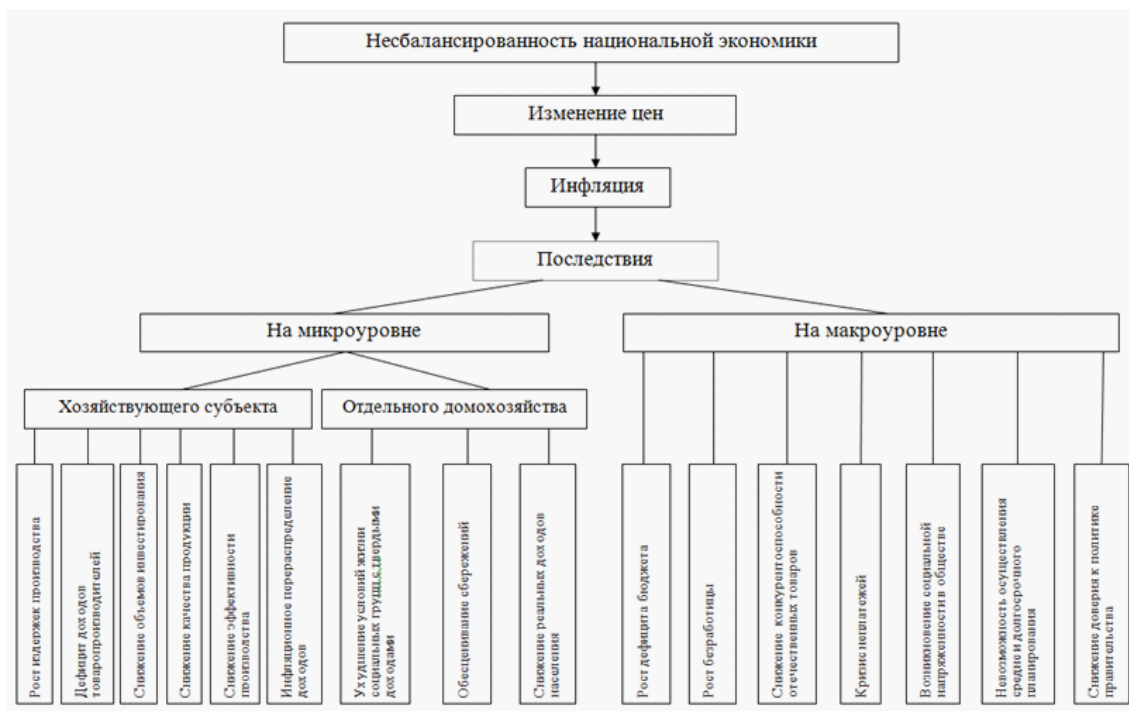 Несбалансированность национальной экономики
Изменение цен
Инфляция
Последствия
На микроуровне
На макроуровне
Хозяйствующего субъекта
Отдельного домохозяйства
Рост издержек производства
Дефицит доходов
товаропроизводителей
Снижение объемов инвестирования
Снижение качества продукции
Снижение эффективности
производства
Инфляционное перераспределение
доходов
Ухудшение условий жизни
социальных групп с твердыми
доходами
Обесценивание сбережений
Снижение реальных доходов
населения
Рост дефицита бюджета
Рост безработицы
Снижение конкурентоспособности
отечественных товаров
Кризис неплатежей
Возникновение социальной
напряженности в обществе
Невозможность осуществления
средне и долгосрочного
планирования
Снижение доверия к политике
правительства